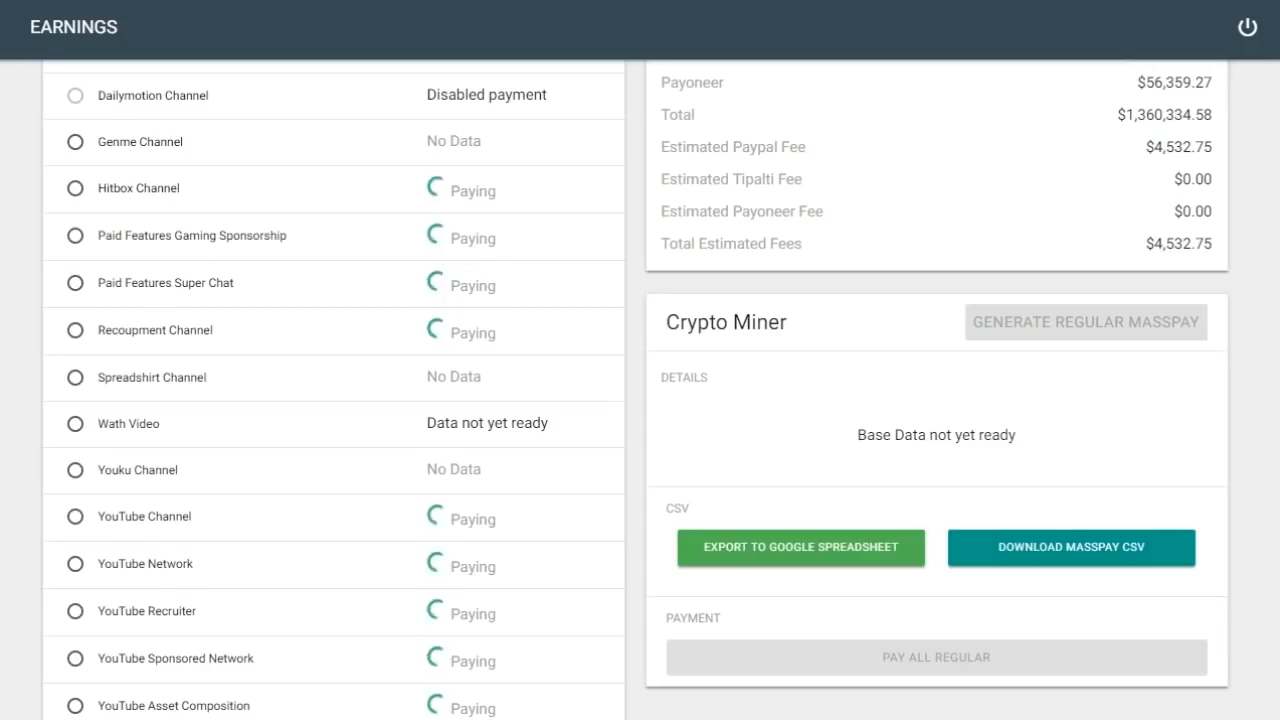 EARNINGS
Dailymotion Channel Disabled payment
Genme Channel No Data
Hitbox Channel Paying
Paid Features Gaming Sponsorship Paying
Paid Features Super Chat Paying
Recoupment Channel Paying
Spreadshirt Channel No Data
Wath Video Data not yet ready
Youku Channel No Data
YouTube Channel Paying
YouTube Network Paying
YouTube Recruiter Paying
YouTube Sponsored Network Paying
YouTube Asset Composition Paying
Payoneer $56,359.27
Total $1,360,334.58
Estimated Paypal Fee $4,532.75
Estimated Tipalti Fee $0.00
Estimated Payoneer Fee $0.00
Total Estimated Fees $4,532.75
Crypto Miner GENERATE REGULAR MASSPAY
DETAILS
Base Data not yet ready
CSV
EXPORT TO GOOGLE SPREADSHEET DOWNLOAD MASSPAY CSV
PAYMENT
PAY ALL REGULAR